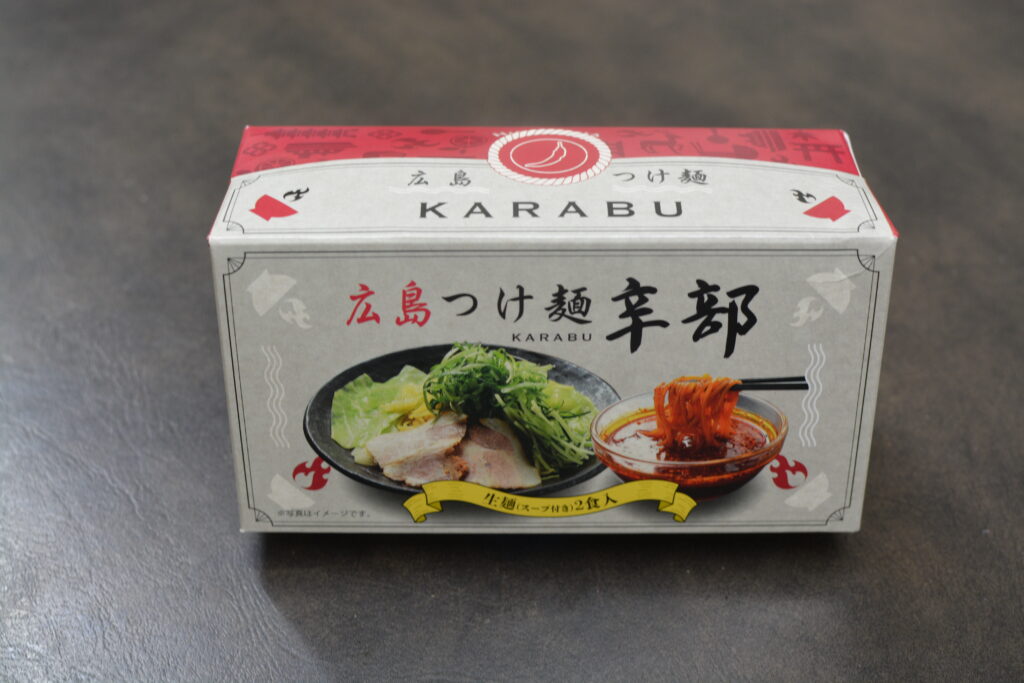 広島 つけ麺
KARABU
広島つけ麺 辛部
KARABU
生麺(スープ付き)2食入
※写真はイメージです。